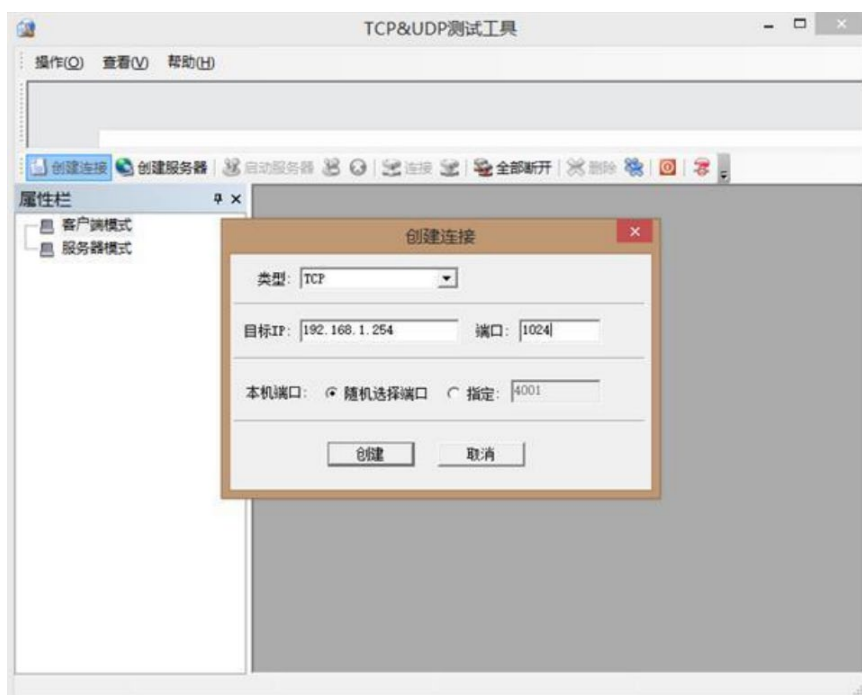 TCP&UDP测试工具
操作(O) 查看(V) 帮助(H)
创建连接 创建服务器 启动服务器 连接 全部断开 删除
属性栏
客户端模式
服务器模式
创建连接
类型: TCP
目标IP: 192.168.1.254 端口: 1024
本机端口: 随机选择端口 指定: 4001
创建 取消